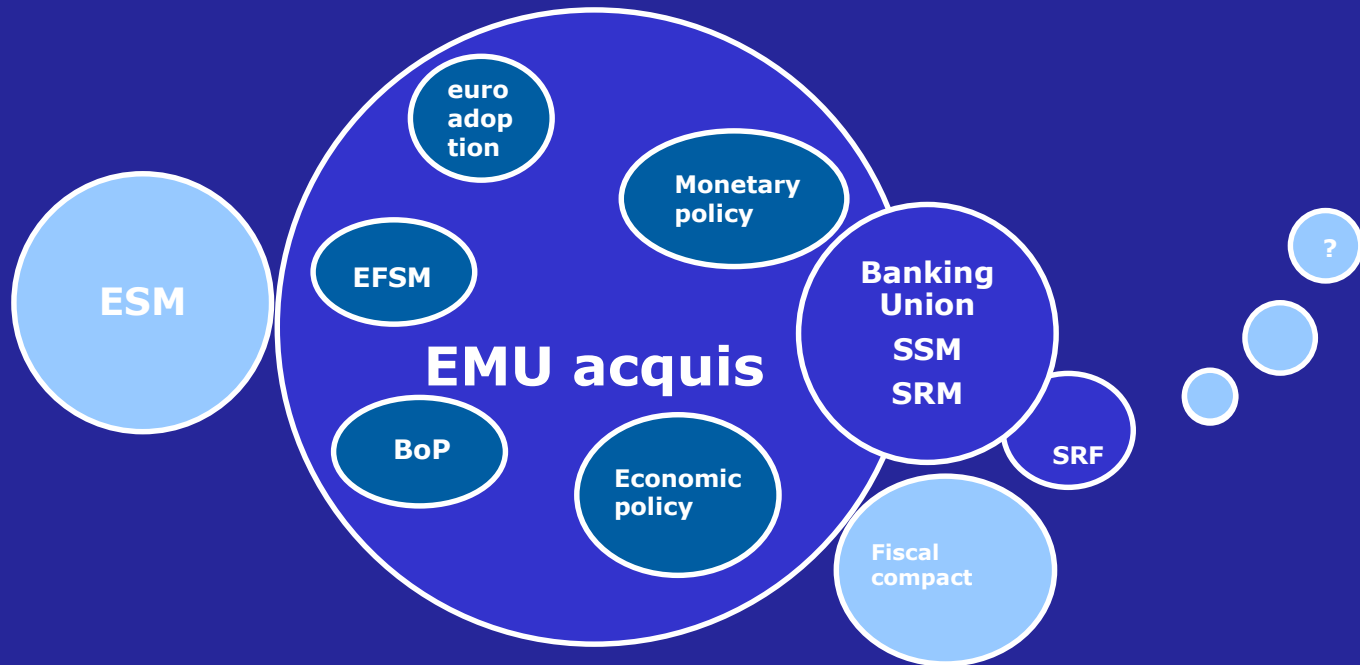 euro
adop
tion
Monetary
policy
?
EFSM
Banking
Union
SSM
SRM
ESM
EMU acquis
BoP
Economic
policy
SRF
Fiscal
compact